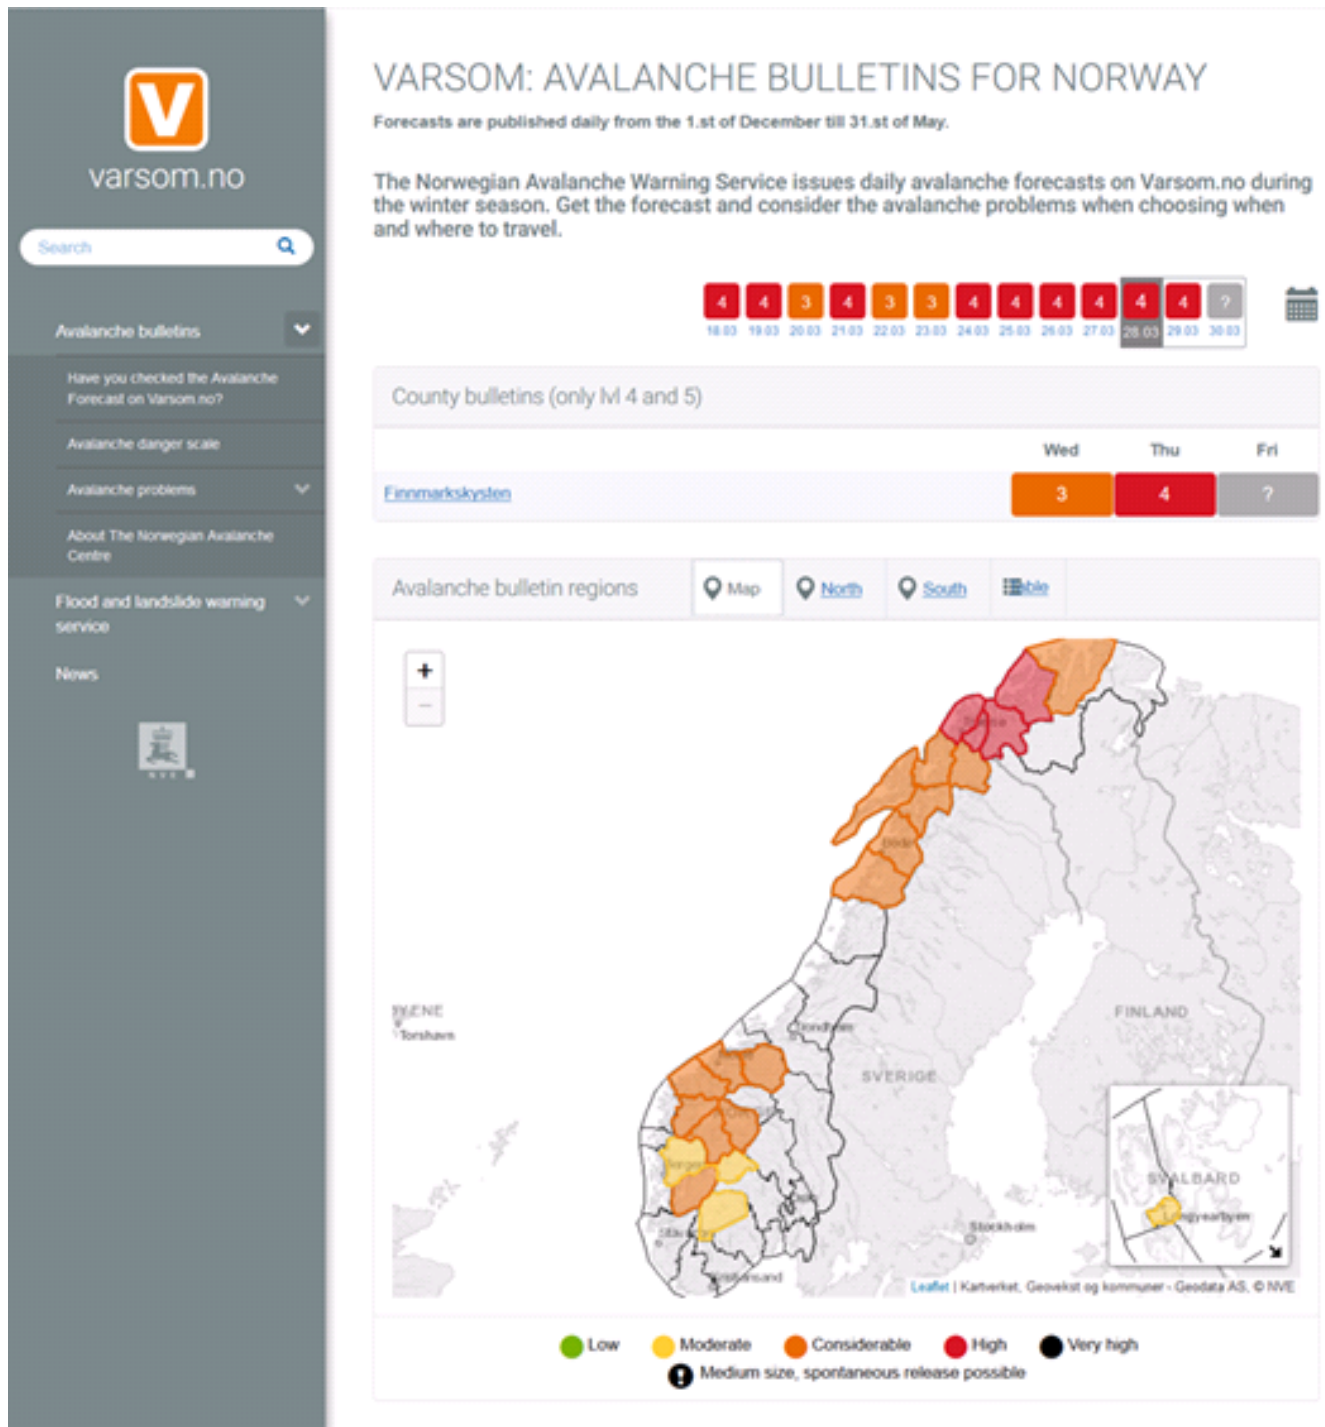 V
varsom.no
Search
Avalanche bulletins
Have you checked the Avalanche
Forecast on Varsom.no?
Avalanche danger scale
Avalanche problems
About The Norwegian Avalanche
Centre
Flood and landslide warning
service
News
NVE
VARSOM: AVALANCHE BULLETINS FOR NORWAY
Forecasts are published daily from the 1.st of December till 31.st of May.
The Norwegian Avalanche Warning Service issues daily avalanche forecasts on Varsom.no during
the winter season. Get the forecast and consider the avalanche problems when choosing when
and where to travel.
4 4 3 4 3 3 4 4 4 4 4 4 ?
18.03 19.03 20.03 21.03 22.03 23.03 24.03 25.03 26.03 27.03 28.03 29.03 30.03
County bulletins (only lvl 4 and 5)
Wed Thu Fri
Finnmarkskysten 3 4 ?
Avalanche bulletin regions Map North South
+
−
Bodø
Torshavn
Trondheim
FINLAND
SVERIGE
NORGE
Bergen
SVALBARD
Longyearbyen
Stockholm
Kristiansand
Leaflet | Kartverket, Geovekst og kommuner - Geodata AS, © NVE
Low Moderate Considerable High Very high
! Medium size, spontaneous release possible